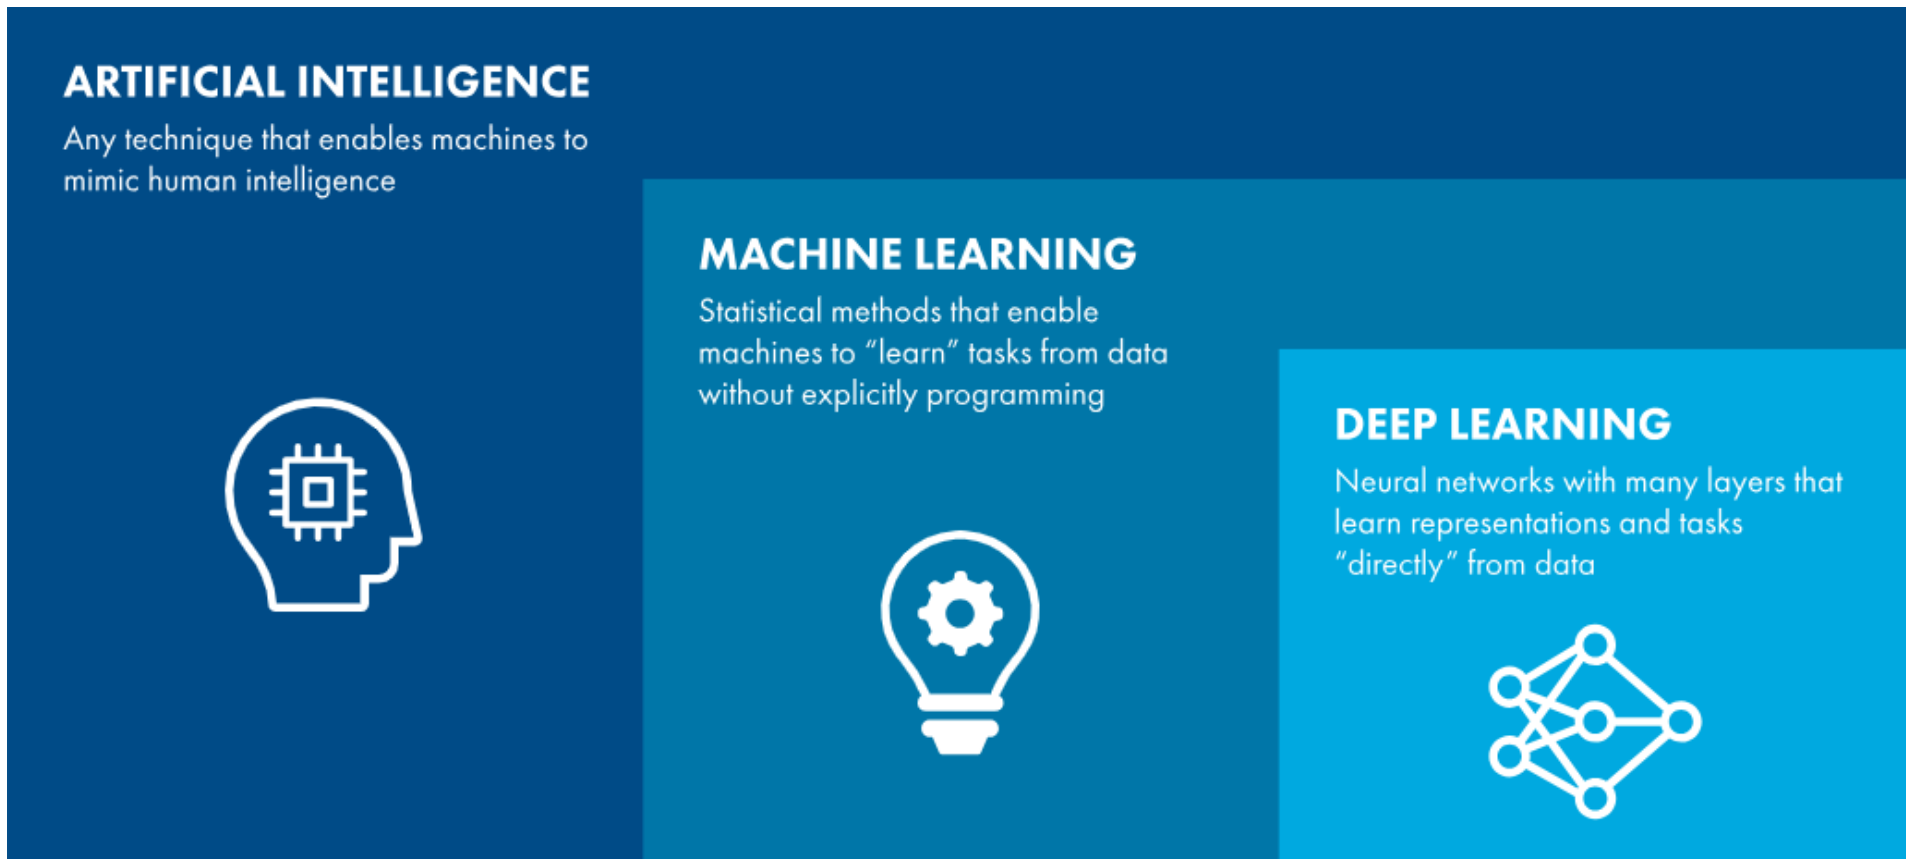 ARTIFICIAL INTELLIGENCE
Any technique that enables machines to
mimic human intelligence
MACHINE LEARNING
Statistical methods that enable
machines to “learn” tasks from data
without explicitly programming
DEEP LEARNING
Neural networks with many layers that
learn representations and tasks
“directly” from data